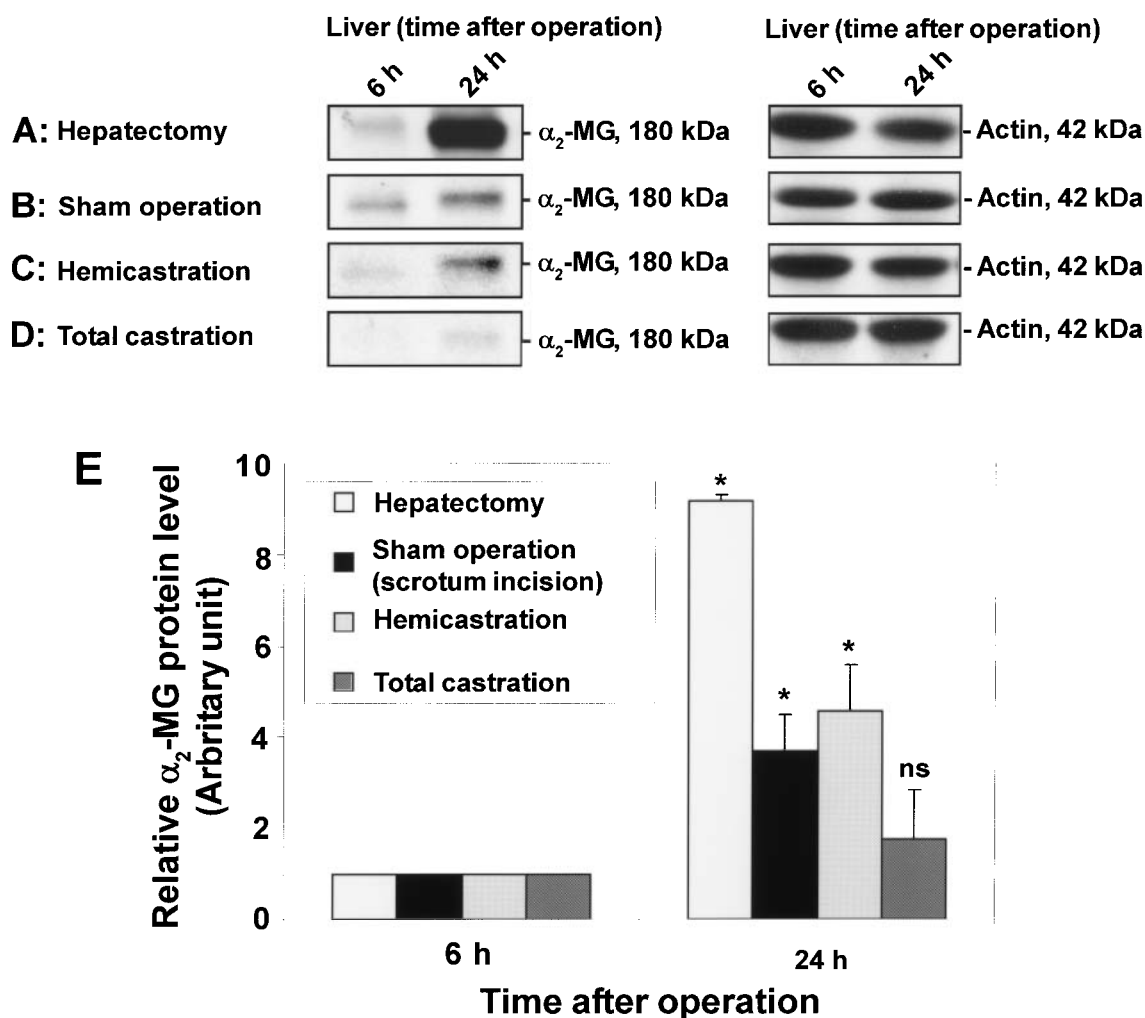 Liver (time after operation)
Liver (time after operation)
6 h
24 h
6 h
24 h
A: Hepatectomy
α₂-MG, 180 kDa
Actin, 42 kDa
B: Sham operation
α₂-MG, 180 kDa
Actin, 42 kDa
C: Hemicastration
α₂-MG, 180 kDa
Actin, 42 kDa
D: Total castration
α₂-MG, 180 kDa
Actin, 42 kDa
E
Relative α₂-MG protein level
(Arbritary unit)
10
8
6
4
2
0
Hepatectomy
Sham operation
(scrotum incision)
Hemicastration
Total castration
*
*
*
ns
6 h
24 h
Time after operation